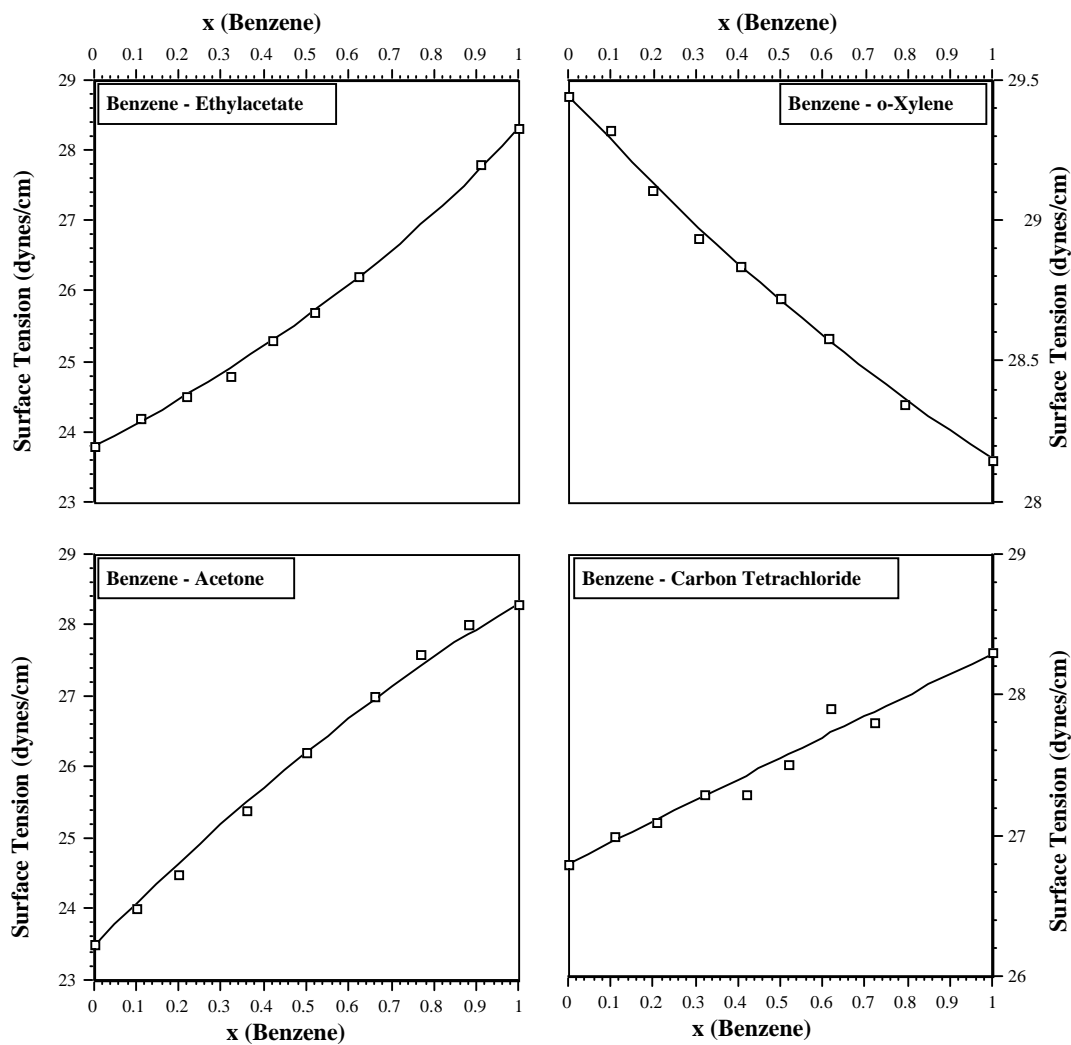 x (Benzene)
x (Benzene)
0 0.1 0.2 0.3 0.4 0.5 0.6 0.7 0.8 0.9 1
0 0.1 0.2 0.3 0.4 0.5 0.6 0.7 0.8 0.9 1
Benzene - Ethylacetate
29
28
27
26
25
24
23
Surface Tension (dynes/cm)
Benzene - o-Xylene
29.5
29
28.5
28
Surface Tension (dynes/cm)
Benzene - Acetone
29
28
27
26
25
24
23
Surface Tension (dynes/cm)
Benzene - Carbon Tetrachloride
29
28
27
26
Surface Tension (dynes/cm)
0 0.1 0.2 0.3 0.4 0.5 0.6 0.7 0.8 0.9 1
0 0.1 0.2 0.3 0.4 0.5 0.6 0.7 0.8 0.9 1
x (Benzene)
x (Benzene)